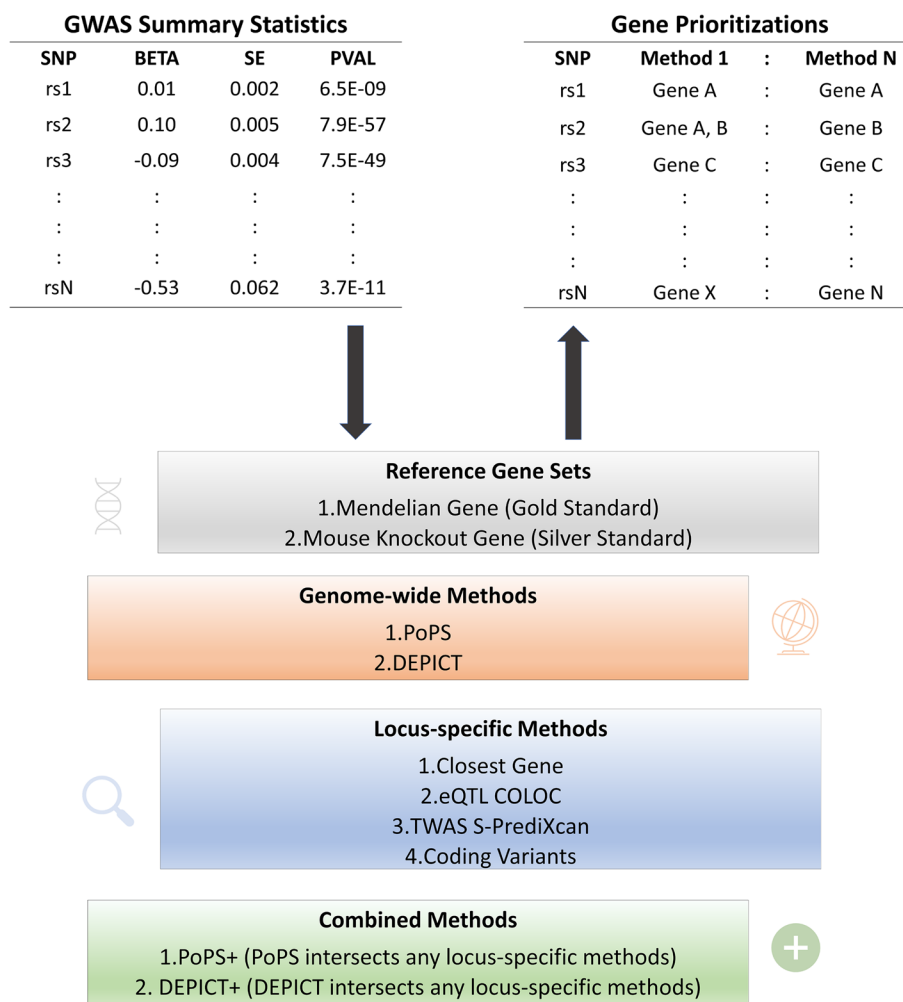 GWAS Summary Statistics
SNP BETA SE PVAL
rs1 0.01 0.002 6.5E-09
rs2 0.10 0.005 7.9E-57
rs3 -0.09 0.004 7.5E-49
: : : :
: : : :
: : : :
rsN -0.53 0.062 3.7E-11
Gene Prioritizations
SNP Method 1 : Method N
rs1 Gene A : Gene A
rs2 Gene A, B : Gene B
rs3 Gene C : Gene C
: : : :
: : : :
: : : :
rsN Gene X : Gene N
Reference Gene Sets
1.Mendelian Gene (Gold Standard)
2.Mouse Knockout Gene (Silver Standard)
Genome-wide Methods
1.PoPS
2.DEPICT
Locus-specific Methods
1.Closest Gene
2.eQTL COLOC
3.TWAS S-PrediXcan
4.Coding Variants
Combined Methods
1.PoPS+ (PoPS intersects any locus-specific methods)
2. DEPICT+ (DEPICT intersects any locus-specific methods)